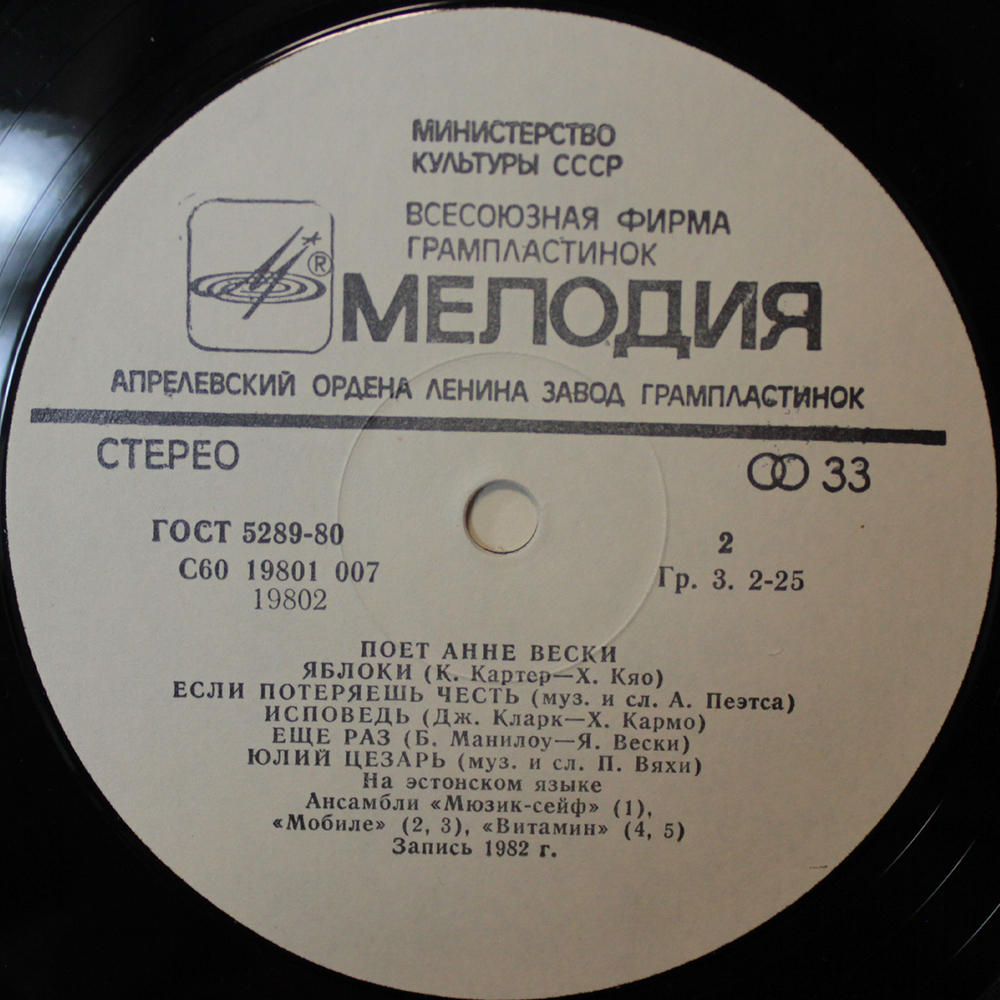 МИНИСТЕРСТВО
КУЛЬТУРЫ СССР
ВСЕСОЮЗНАЯ ФИРМА
ГРАМПЛАСТИНОК
®
МЕЛОДИЯ
АПРЕЛЕВСКИЙ ОРДЕНА ЛЕНИНА ЗАВОД ГРАМПЛАСТИНОК
СТЕРЕО
33
ГОСТ 5289-80
2
С60 19801 007
Гр. 3. 2-25
19802
ПОЕТ АННЕ ВЕСКИ
ЯБЛОКИ (К. Картер—Х. Кяо)
ЕСЛИ ПОТЕРЯЕШЬ ЧЕСТЬ (муз. и сл. А. Пеэтса)
ИСПОВЕДЬ (Дж. Кларк—Х. Кармо)
ЕЩЕ РАЗ (Б. Манилоу—Я. Вески)
ЮЛИЙ ЦЕЗАРЬ (муз. и сл. П. Вяхи)
На эстонском языке
Ансамбли «Мюзик-сейф» (1),
«Мобиле» (2, 3), «Витамин» (4, 5)
Запись 1982 г.